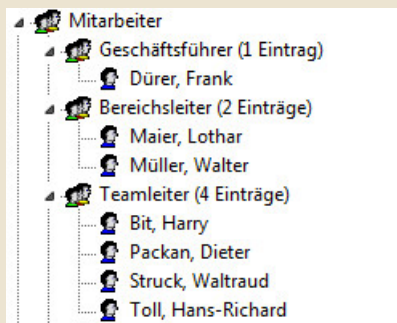 Mitarbeiter
Geschäftsführer (1 Eintrag)
Dürer, Frank
Bereichsleiter (2 Einträge)
Maier, Lothar
Müller, Walter
Teamleiter (4 Einträge)
Bit, Harry
Packan, Dieter
Struck, Waltraud
Toll, Hans-Richard